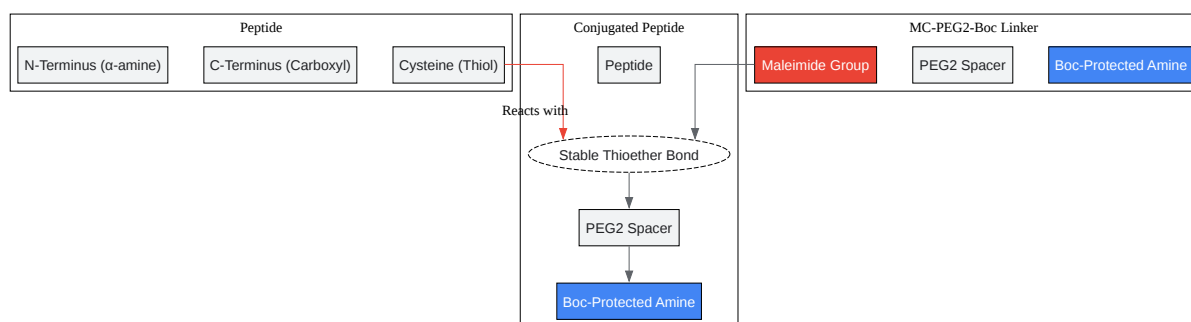 Peptide
N-Terminus (α-amine)
C-Terminus (Carboxyl)
Cysteine (Thiol)
Reacts with
Conjugated Peptide
Peptide
Stable Thioether Bond
PEG2 Spacer
Boc-Protected Amine
MC-PEG2-Boc Linker
Maleimide Group
PEG2 Spacer
Boc-Protected Amine